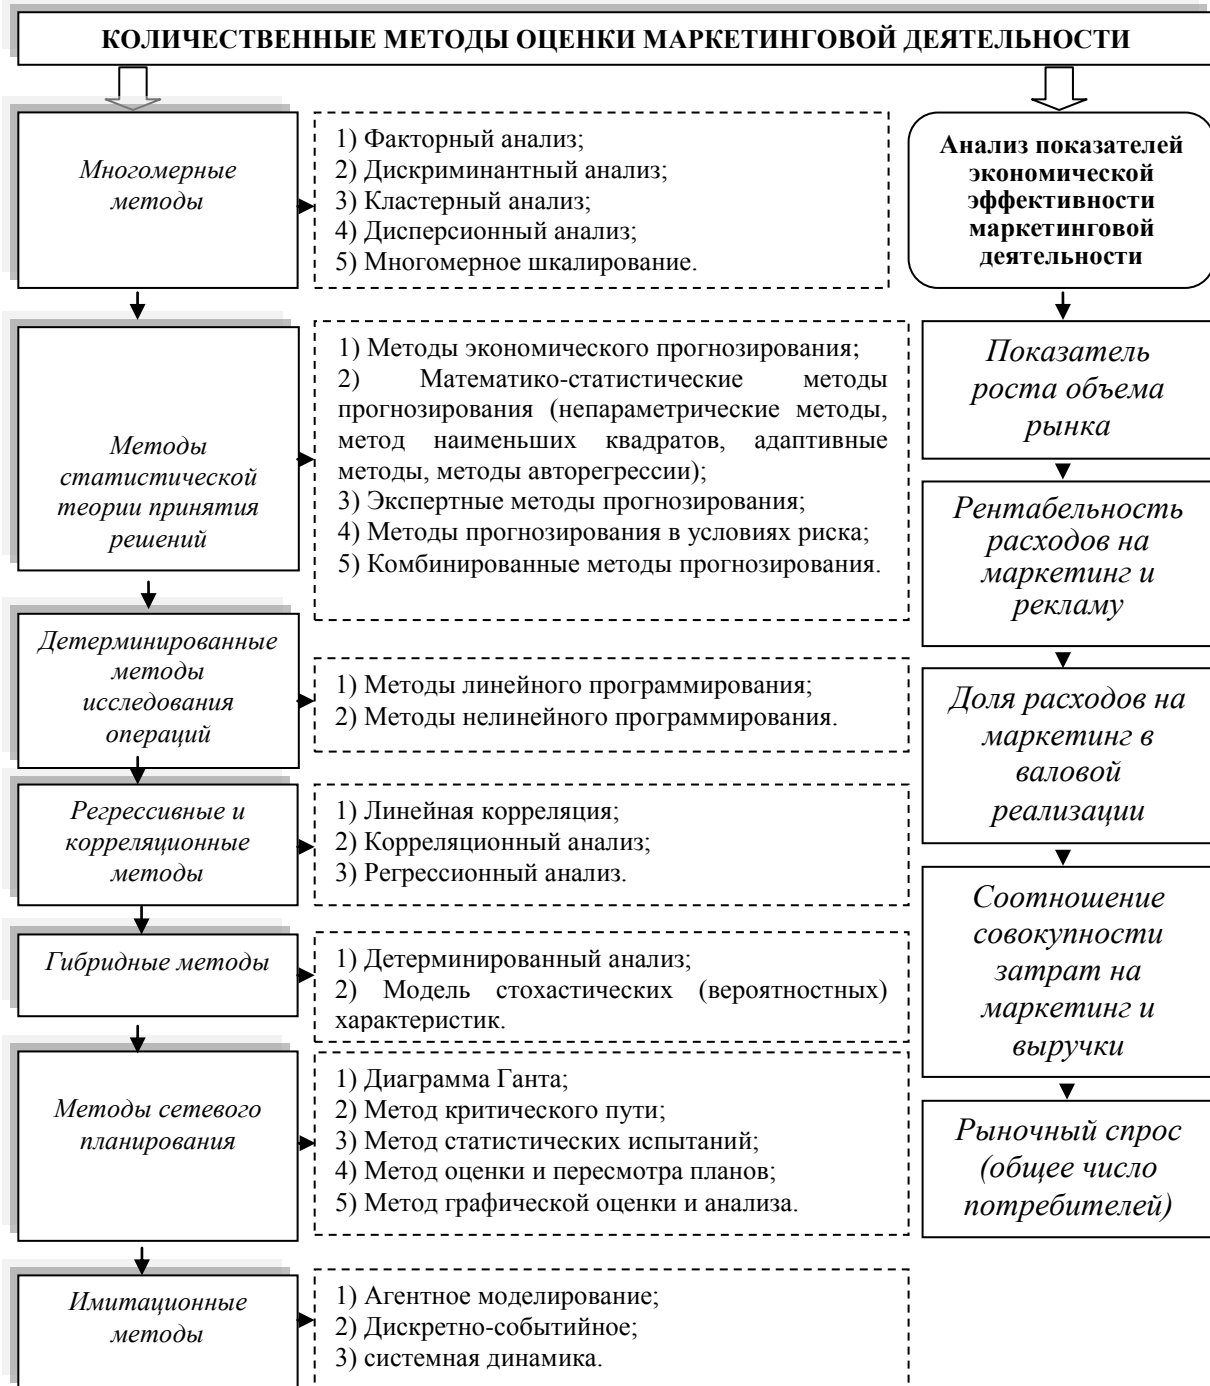 КОЛИЧЕСТВЕННЫЕ МЕТОДЫ ОЦЕНКИ МАРКЕТИНГОВОЙ ДЕЯТЕЛЬНОСТИ
Многомерные
методы
1) Факторный анализ;
2) Дискриминантный анализ;
3) Кластерный анализ;
4) Дисперсионный анализ;
5) Многомерное шкалирование.
Методы
статистической
теории принятия
решений
1) Методы экономического прогнозирования;
2) Математико-статистические методы
прогнозирования (непараметрические методы,
метод наименьших квадратов, адаптивные
методы, методы авторегрессии);
3) Экспертные методы прогнозирования;
4) Методы прогнозирования в условиях риска;
5) Комбинированные методы прогнозирования.
Детерминированные
методы
исследования
операций
1) Методы линейного программирования;
2) Методы нелинейного программирования.
Регрессивные и
корреляционные
методы
1) Линейная корреляция;
2) Корреляционный анализ;
3) Регрессионный анализ.
Гибридные методы
1) Детерминированный анализ;
2) Модель стохастических (вероятностных)
характеристик.
Методы сетевого
планирования
1) Диаграмма Ганта;
2) Метод критического пути;
3) Метод статистических испытаний;
4) Метод оценки и пересмотра планов;
5) Метод графической оценки и анализа.
Имитационные
методы
1) Агентное моделирование;
2) Дискретно-событийное;
3) системная динамика.
Анализ показателей
экономической
эффективности
маркетинговой
деятельности
Показатель
роста объема
рынка
Рентабельность
расходов на
маркетинг и
рекламу
Доля расходов на
маркетинг в
валовой
реализации
Соотношение
совокупности
затрат на
маркетинг и
выручки
Рыночный спрос
(общее число
потребителей)